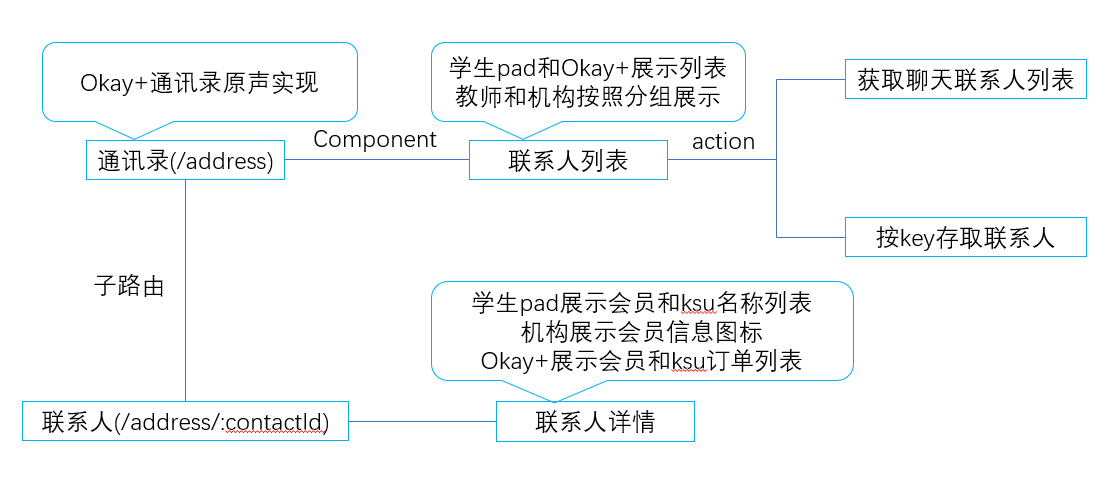 Okay+通讯录原声实现
学生pad和Okay+展示列表
教师和机构按照分组展示
获取聊天联系人列表
通讯录(/address)
Component
联系人列表
action
按key存取联系人
子路由
学生pad展示会员和ksu名称列表
机构展示会员信息图标
Okay+展示会员和ksu订单列表
联系人(/address/:contactId)
联系人详情